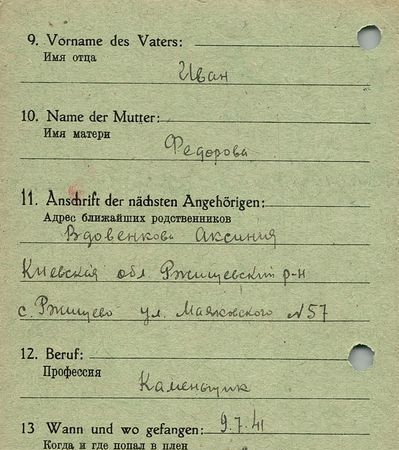 9. Vorname des Vaters:
Имя отца
Иван
10. Name der Mutter:
Имя матери
Федорова
11. Anschrift der nächsten Angehörigen:
Адрес ближайших родственников
Вдовенкова Аксиния
Киевская обл. Ржищевский р-н
с. Ржищево ул. Маяковского N57
12. Beruf:
Профессия
Каменьщик
13 Wann und wo gefangen: 9.7.41
Когда и где попал в плен